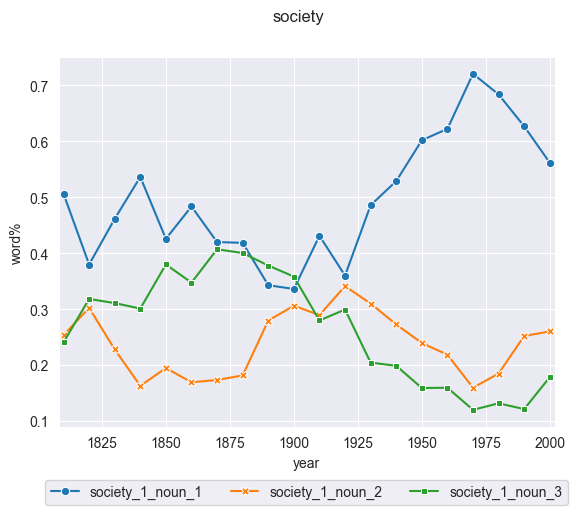 society
0.7
0.6
0.5
0.4
0.3
0.2
0.1
word%
1825 1850 1875 1900 1925 1950 1975 2000
year
society_1_noun_1 society_1_noun_2 society_1_noun_3